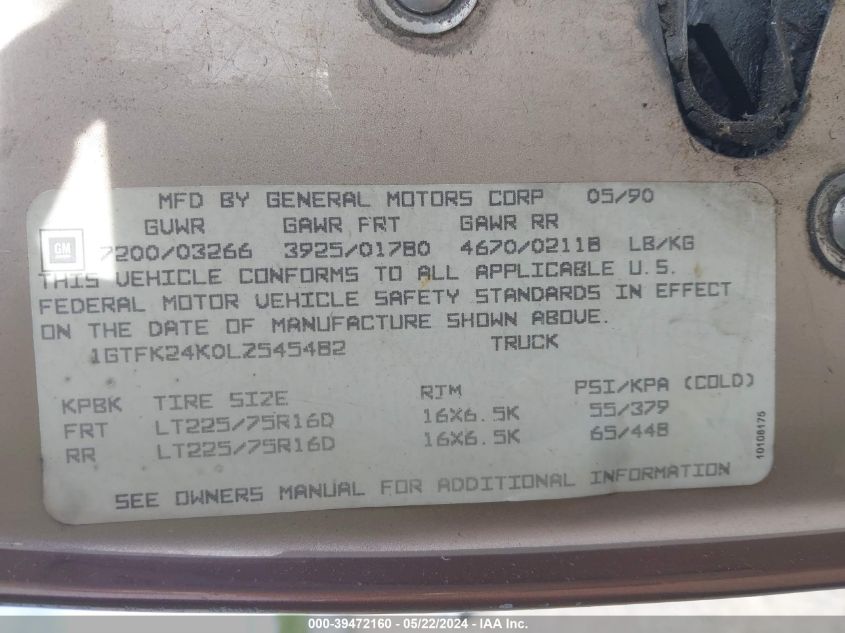 MFD BY GENERAL MOTORS CORP 05/90
GVWR GAWR FRT GAWR RR
GM
7200/03266 3925/01780 4670/02118 LB/KG
THIS VEHICLE CONFORMS TO ALL APPLICABLE U.S.
FEDERAL MOTOR VEHICLE SAFETY STANDARDS IN EFFECT
ON THE DATE OF MANUFACTURE SHOWN ABOVE.
1GTFK24K0LZ545482 TRUCK
KPBK TIRE SIZE RIM PSI/KPA (COLD)
FRT LT225/75R16D 16X6.5K 55/379
RR LT225/75R16D 16X6.5K 65/448
10108175
SEE OWNERS MANUAL FOR ADDITIONAL INFORMATION
000-39472160 - 05/22/2024 - IAA Inc.